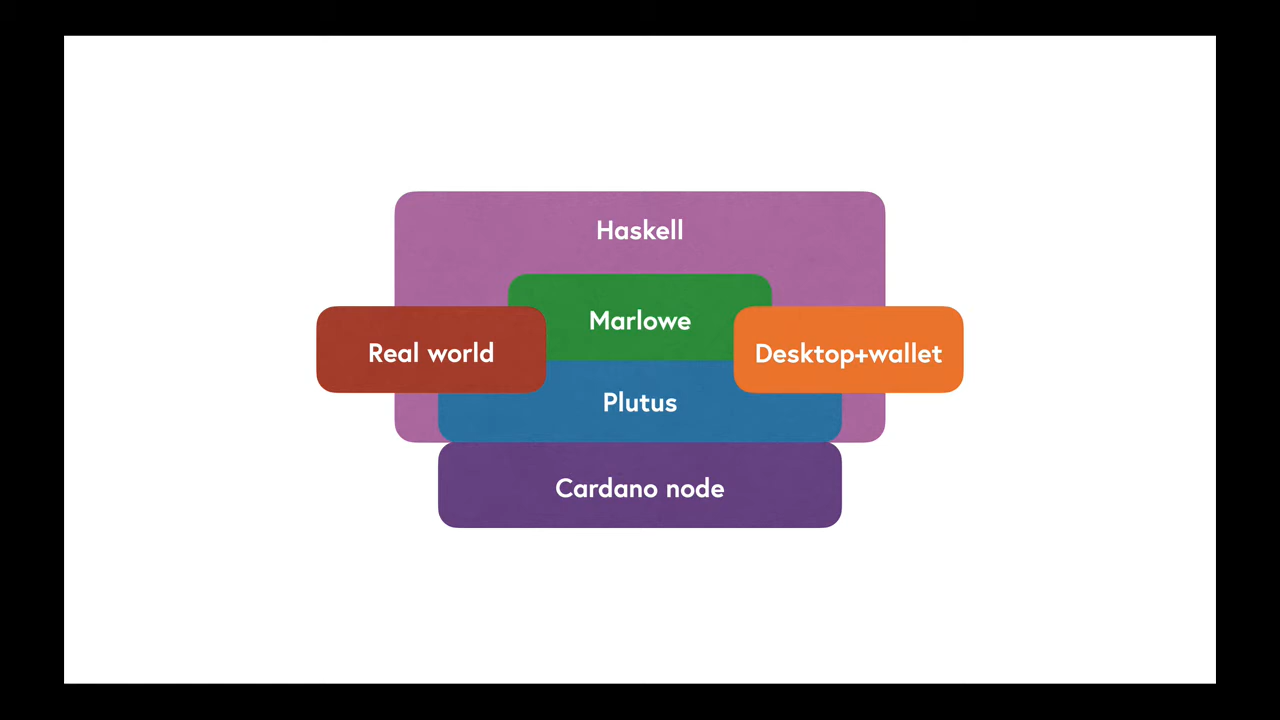 Haskell
Marlowe
Real world
Desktop+wallet
Plutus
Cardano node